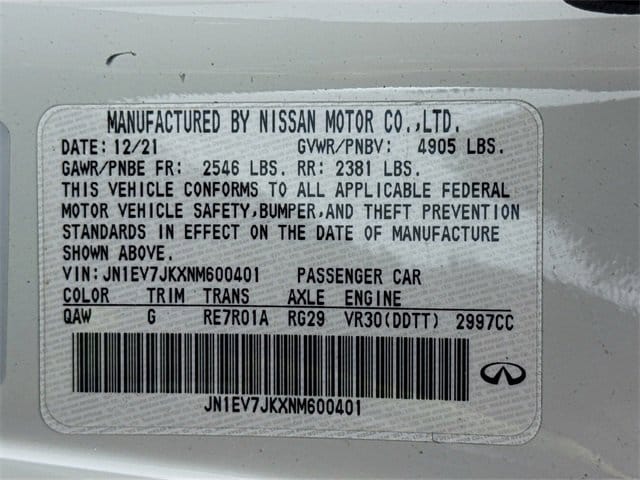 MANUFACTURED BY NISSAN MOTOR CO.,LTD.
DATE: 12/21 GVWR/PNBV: 4905 LBS.
GAWR/PNBE FR: 2546 LBS. RR: 2381 LBS.
THIS VEHICLE CONFORMS TO ALL APPLICABLE FEDERAL
MOTOR VEHICLE SAFETY,BUMPER,AND THEFT PREVENTION
STANDARDS IN EFFECT ON THE DATE OF MANUFACTURE
SHOWN ABOVE.
VIN:JN1EV7JKXNM600401 PASSENGER CAR
COLOR TRIM TRANS AXLE ENGINE
QAW G RE7R01A RG29 VR30(DDTT) 2997CC
JN1EV7JKXNM600401